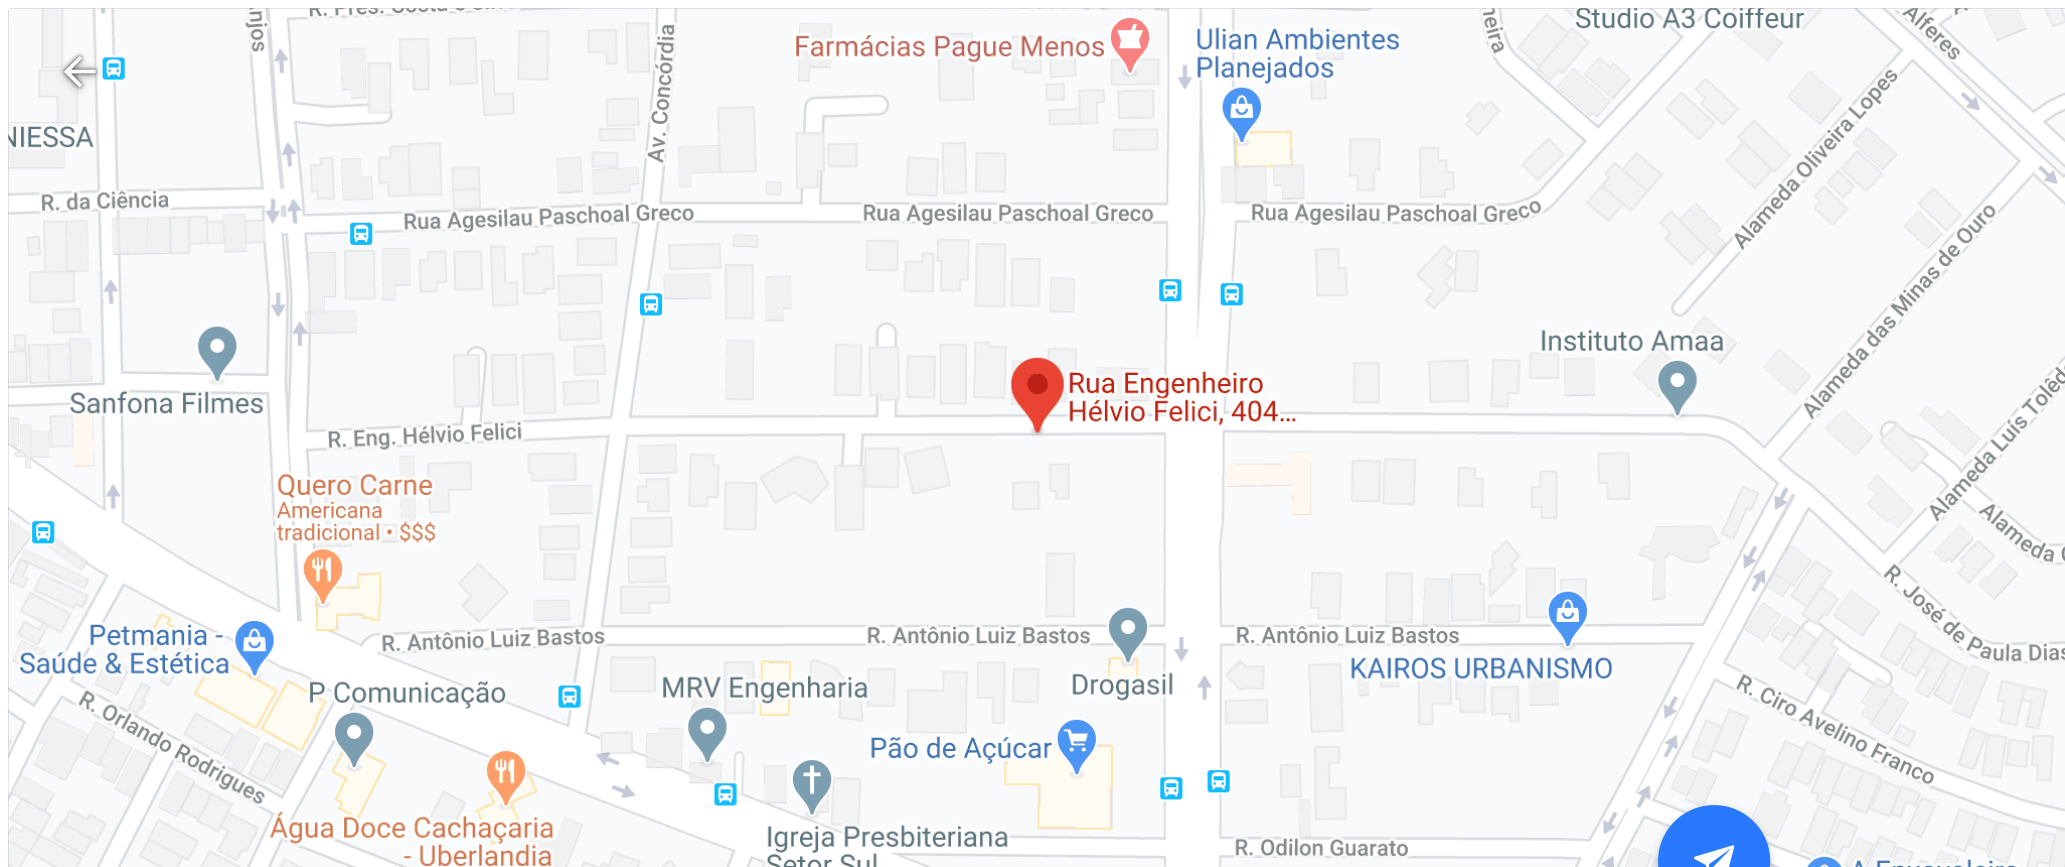 Studio A3 Coiffeur
Alferes
Farmácias Pague Menos
Ulian Ambientes
Planejados
Av. Concórdia
NIESSA
Alameda Oliveira Lopes
R. da Ciência
Rua Agesilau Paschoal Greco
Rua Agesilau Paschoal Greco
Rua Agesilau Paschoal Greco
Alameda das Minas de Ouro
Instituto Amaa
Rua Engenheiro
Hélvio Felici, 404...
Sanfona Filmes
R. Eng. Hélvio Felici
Alameda Luís Toléd
Quero Carne
Americana
tradicional • $$$
Alameda
R. José de Paula Dias
Petmania -
Saúde & Estética
R. Antônio Luiz Bastos
R. Antônio Luiz Bastos
R. Antônio Luiz Bastos
KAIROS URBANISMO
P Comunicação
MRV Engenharia
Drogasil
R. Orlando Rodrigues
R. Ciro Avelino Franco
Pão de Açúcar
Água Doce Cachaçaria
- Uberlandia
Igreja Presbiteriana
Setor Sul
R. Odilon Guarato